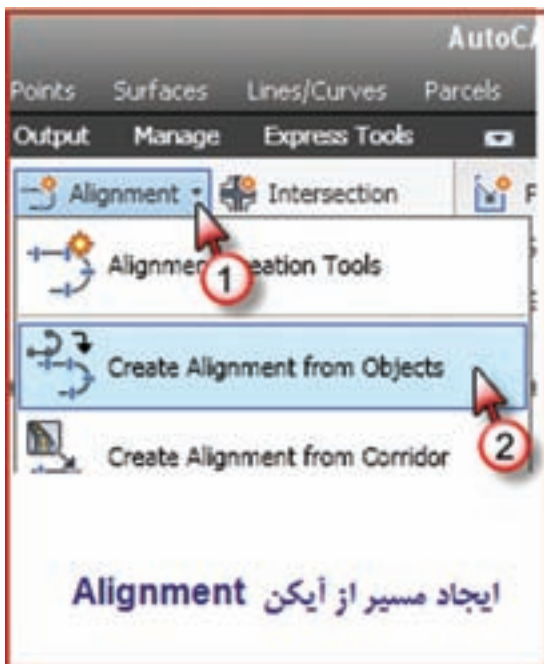 AutoCA
Points Surfaces Lines/Curves Parcels
Output Manage Express Tools
Alignment Intersection F
1
Alignmen eation Tools
Create Alignment from Objects
2
Create Alignment from Corridor
ایجاد مسیر از آیکن Alignment